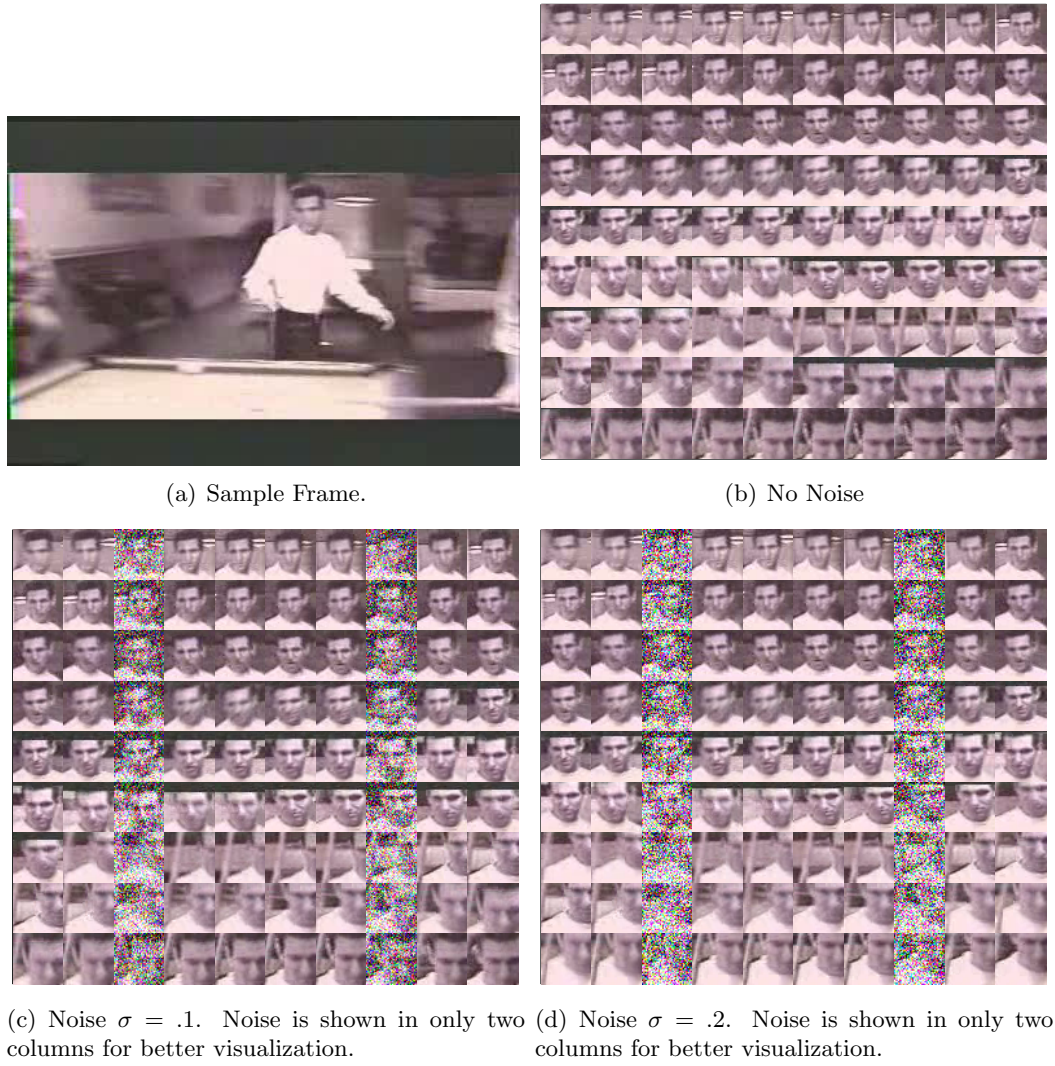 (a) Sample Frame.
(b) No Noise
(c) Noise σ = .1. Noise is shown in only two
columns for better visualization.
(d) Noise σ = .2. Noise is shown in only two
columns for better visualization.